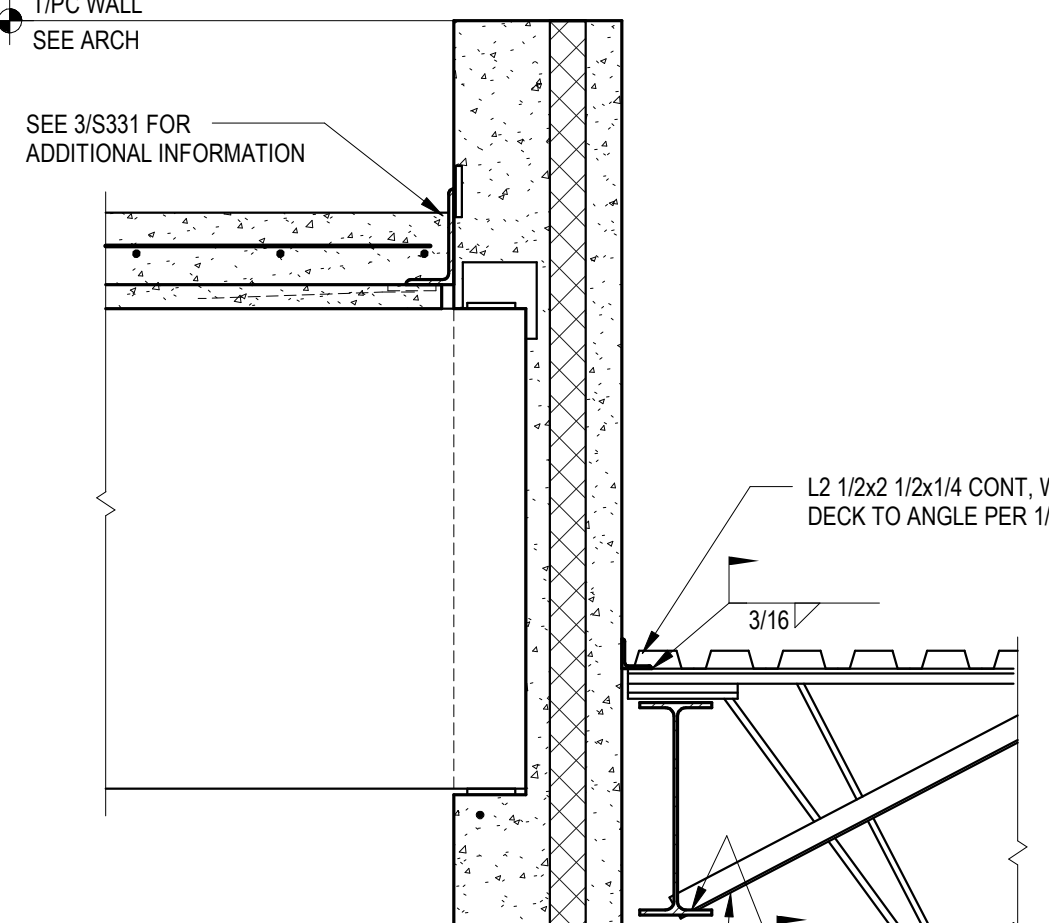 T/PC WALL
SEE ARCH
SEE 3/S331 FOR
ADDITIONAL INFORMATION
L2 1/2x2 1/2x1/4 CONT,
DECK TO ANGLE PER 1/
3/16